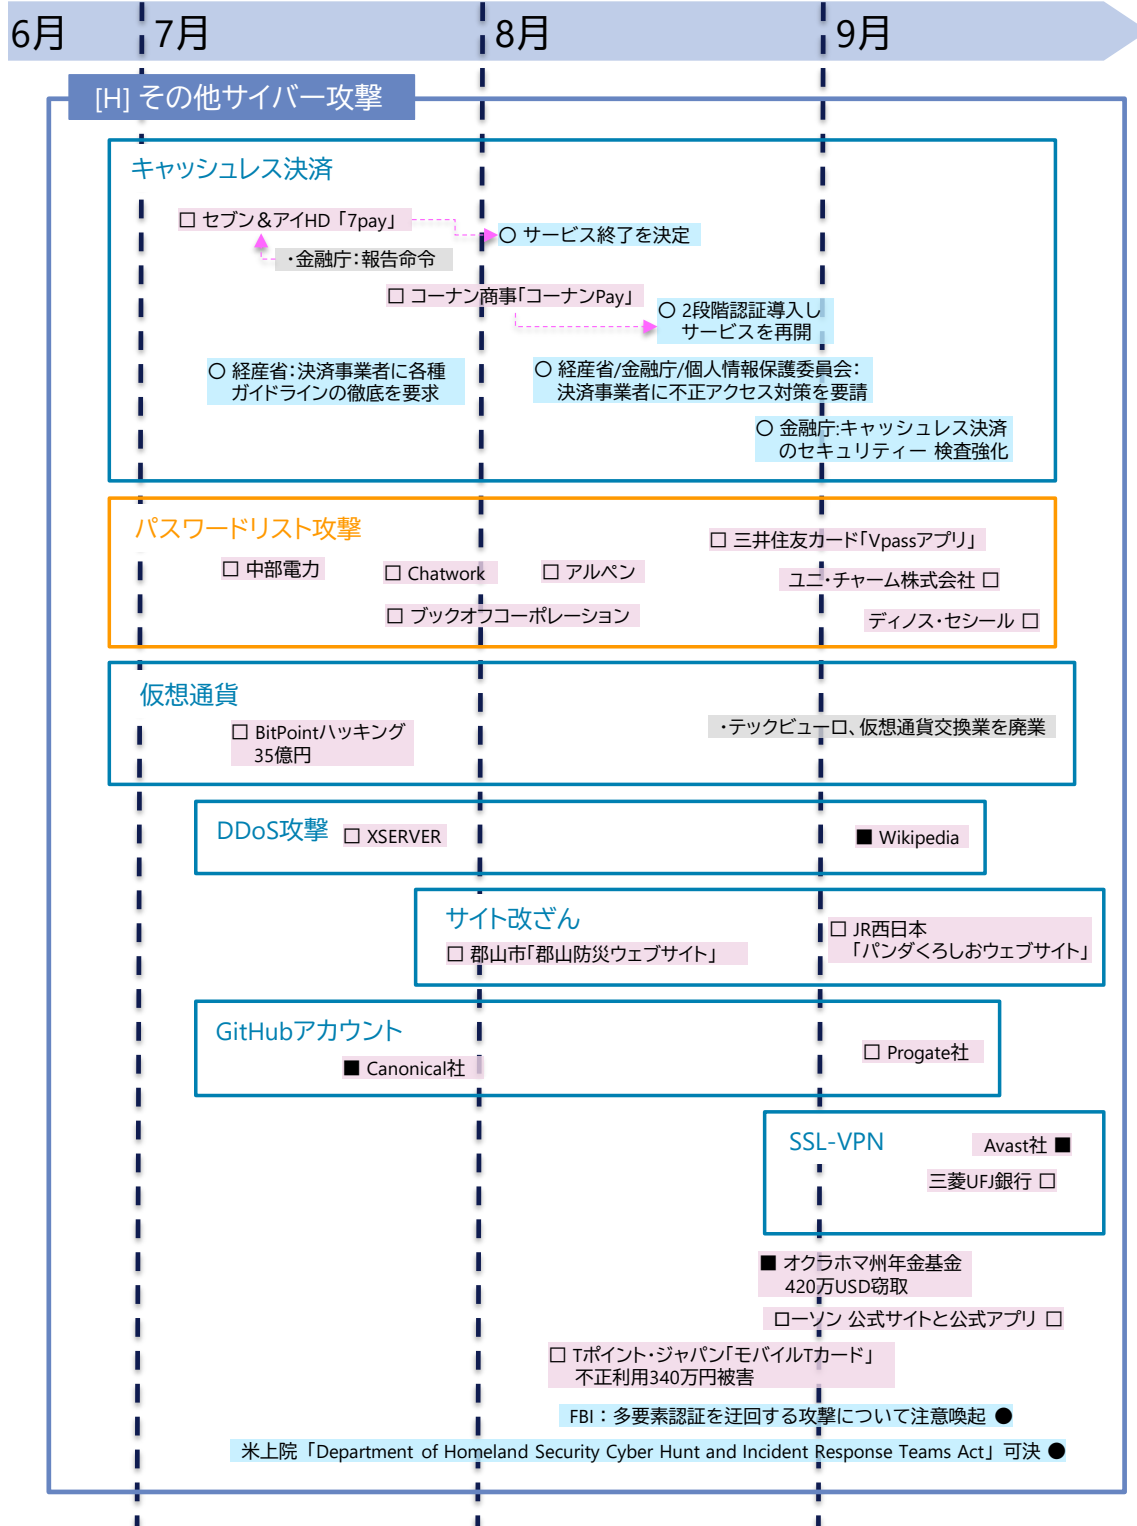 6月 7月 8月 9月
[H] その他サイバー攻撃
キャッシュレス決済
□ セブン＆アイHD「7pay」
○ サービス終了を決定
・金融庁：報告命令
□ コーナン商事「コーナンPay」
○ 2段階認証導入し
サービスを再開
○ 経産省：決済事業者に各種
ガイドラインの徹底を要求
○ 経産省/金融庁/個人情報保護委員会：
決済事業者に不正アクセス対策を要請
○ 金融庁:キャッシュレス決済
のセキュリティー 検査強化
パスワードリスト攻撃
□ 三井住友カード「Vpassアプリ」
□ 中部電力
□ Chatwork
□ アルペン
ユニ・チャーム株式会社 □
□ ブックオフコーポレーション
ディノス・セシール □
仮想通貨
□ BitPointハッキング
35億円
・テックビューロ、仮想通貨交換業を廃業
DDoS攻撃
□ XSERVER
■ Wikipedia
サイト改ざん
□ 郡山市「郡山防災ウェブサイト」
□ JR西日本
「パンダくろしおウェブサイト」
GitHubアカウント
■ Canonical社
□ Progate社
SSL-VPN
Avast社 ■
三菱UFJ銀行 □
■ オクラホマ州年金基金
420万USD窃取
ローソン 公式サイトと公式アプリ □
□ Tポイント・ジャパン「モバイルTカード」
不正利用340万円被害
FBI：多要素認証を迂回する攻撃について注意喚起 ●
米上院「Department of Homeland Security Cyber Hunt and Incident Response Teams Act」可決 ●